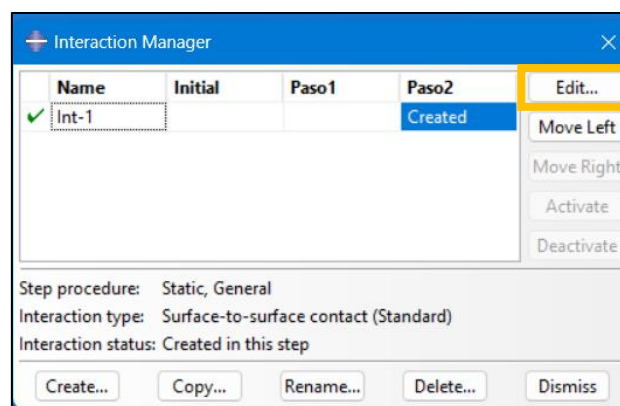 Interaction Manager
Name Initial Paso1 Paso2 Edit...
Int-1 Created
Move Left
Move Right
Activate
Deactivate
Step procedure: Static, General
Interaction type: Surface-to-surface contact (Standard)
Interaction status: Created in this step
Create... Copy... Rename... Delete... Dismiss